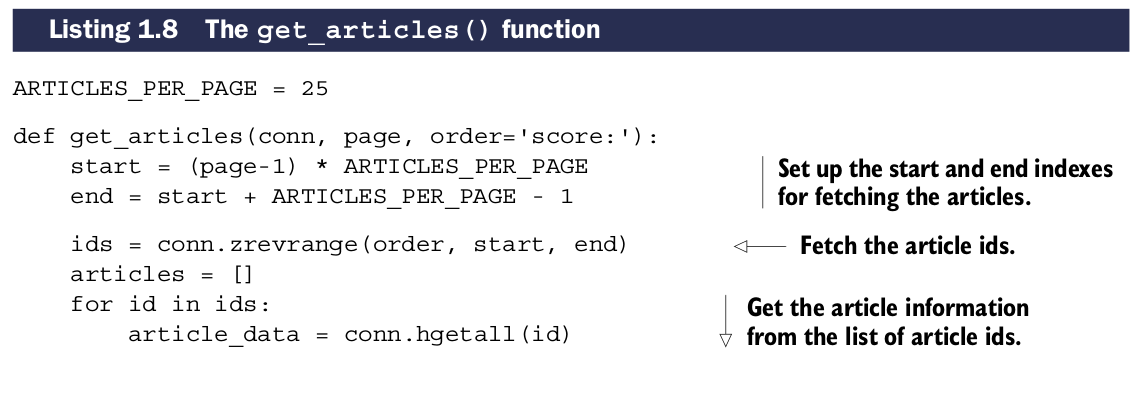 Listing 1.8 The get_articles() function
ARTICLES_PER_PAGE = 25
def get_articles(conn, page, order='score:'):
    start = (page-1) * ARTICLES_PER_PAGE
    end = start + ARTICLES_PER_PAGE - 1
Set up the start and end indexes
for fetching the articles.
    ids = conn.zrevrange(order, start, end)
Fetch the article ids.
    articles = []
    for id in ids:
        article_data = conn.hgetall(id)
Get the article information
from the list of article ids.